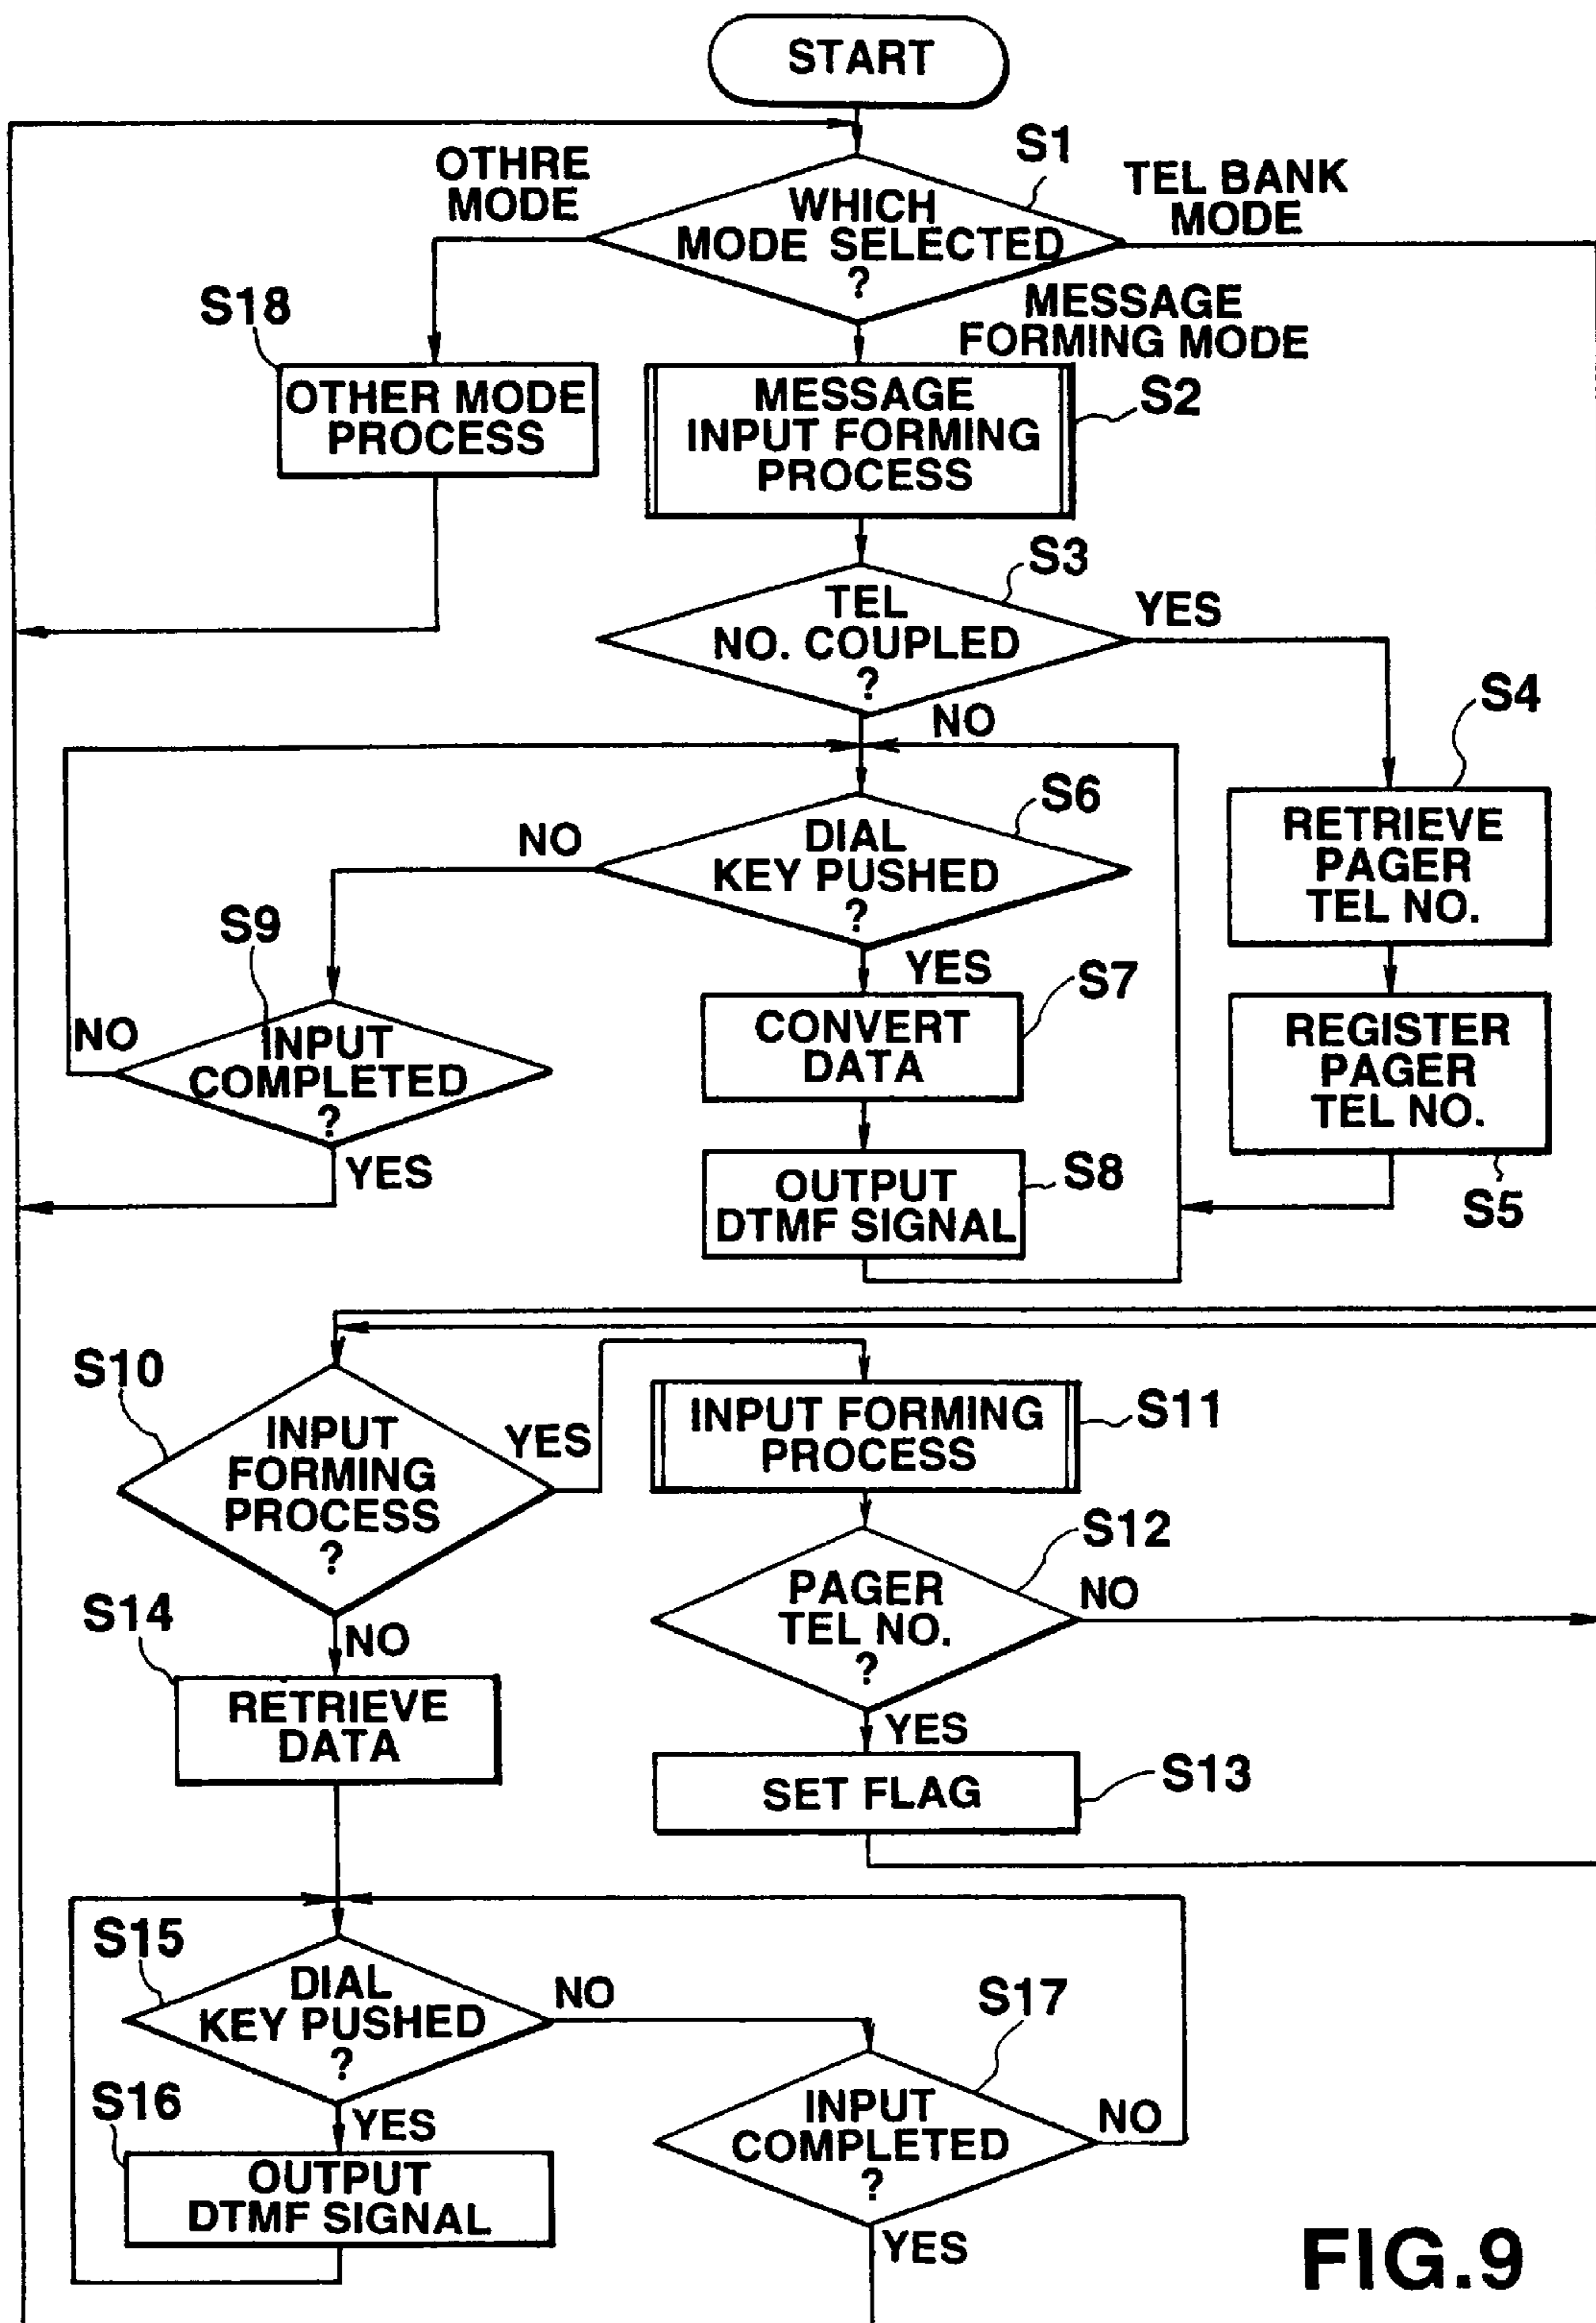 START
S1
OTHRE
MODE
TEL BANK
MODE
WHICH
MODE SELECTED
?
MESSAGE
FORMING MODE
S18
OTHER MODE
PROCESS
MESSAGE
INPUT FORMING
PROCESS
S2
S3
TEL
NO. COUPLED
?
YES
NO
S4
RETRIEVE
PAGER
TEL NO.
S6
DIAL
KEY PUSHED
?
NO
YES
S9
INPUT
COMPLETED
?
NO
YES
S7
CONVERT
DATA
REGISTER
PAGER
TEL NO.
S5
OUTPUT
DTMF SIGNAL
S8
S10
INPUT
FORMING
PROCESS
?
YES
INPUT FORMING
PROCESS
S11
S12
PAGER
TEL NO.
?
NO
YES
S14
NO
RETRIEVE
DATA
SET FLAG
S13
S15
DIAL
KEY PUSHED
?
NO
S17
INPUT
COMPLETED
?
NO
YES
S16
YES
OUTPUT
DTMF SIGNAL
FIG.9